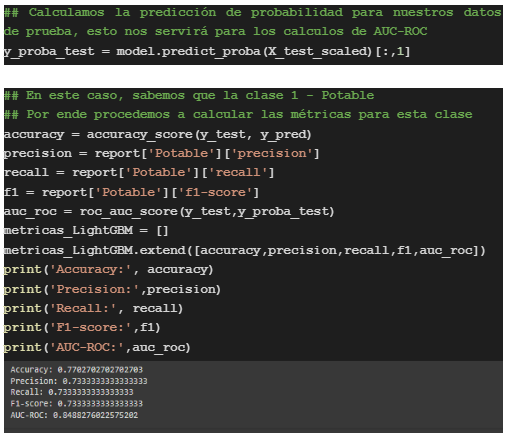 ## Calculamos la predicción de probabilidad para nuestros datos
de prueba, esto nos servirá para los calculos de AUC-ROC
y_proba_test = model.predict_proba(X_test_scaled)[:,1]
## En este caso, sabemos que la clase 1 - Potable
## Por ende procedemos a calcular las métricas para esta clase
accuracy = accuracy_score(y_test, y_pred)
precision = report['Potable']['precision']
recall = report['Potable']['recall']
f1 = report['Potable']['f1-score']
auc_roc = roc_auc_score(y_test,y_proba_test)
metricas_LightGBM = []
metricas_LightGBM.extend([accuracy,precision,recall,f1,auc_roc])
print('Accuracy:', accuracy)
print('Precision:',precision)
print('Recall:', recall)
print('F1-score:',f1)
print('AUC-ROC:',auc_roc)
Accuracy: 0.7702702702702703
Precision: 0.7333333333333333
Recall: 0.7333333333333333
F1-score: 0.7333333333333333
AUC-ROC: 0.8488276022575202